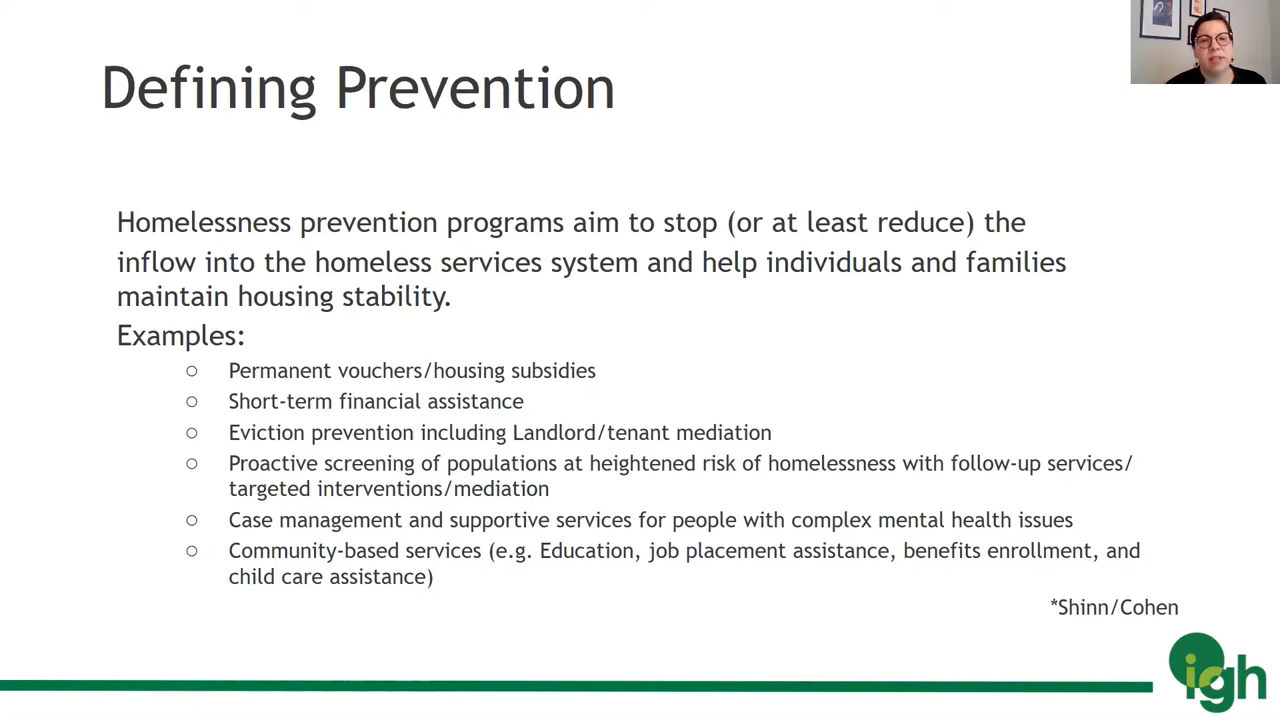 Defining Prevention
Homelessness prevention programs aim to stop (or at least reduce) the
inflow into the homeless services system and help individuals and families
maintain housing stability.
Examples:
○ Permanent vouchers/housing subsidies
○ Short-term financial assistance
○ Eviction prevention including Landlord/tenant mediation
○ Proactive screening of populations at heightened risk of homelessness with follow-up services/
targeted interventions/mediation
○ Case management and supportive services for people with complex mental health issues
○ Community-based services (e.g. Education, job placement assistance, benefits enrollment, and
child care assistance)
*Shinn/Cohen
igh